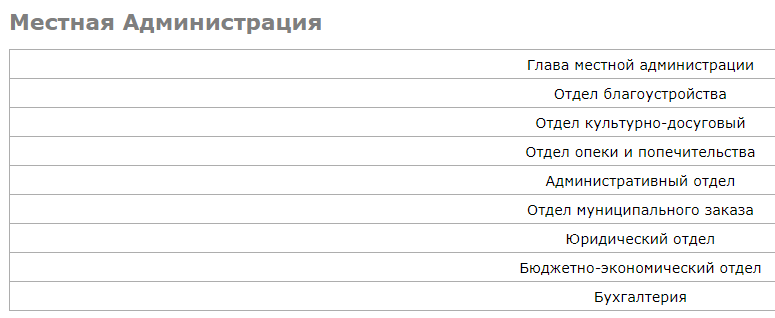 Местная Администрация
Глава местной администрации
Отдел благоустройства
Отдел культурно-досуговый
Отдел опеки и попечительства
Административный отдел
Отдел муниципального заказа
Юридический отдел
Бюджетно-экономический отдел
Бухгалтерия